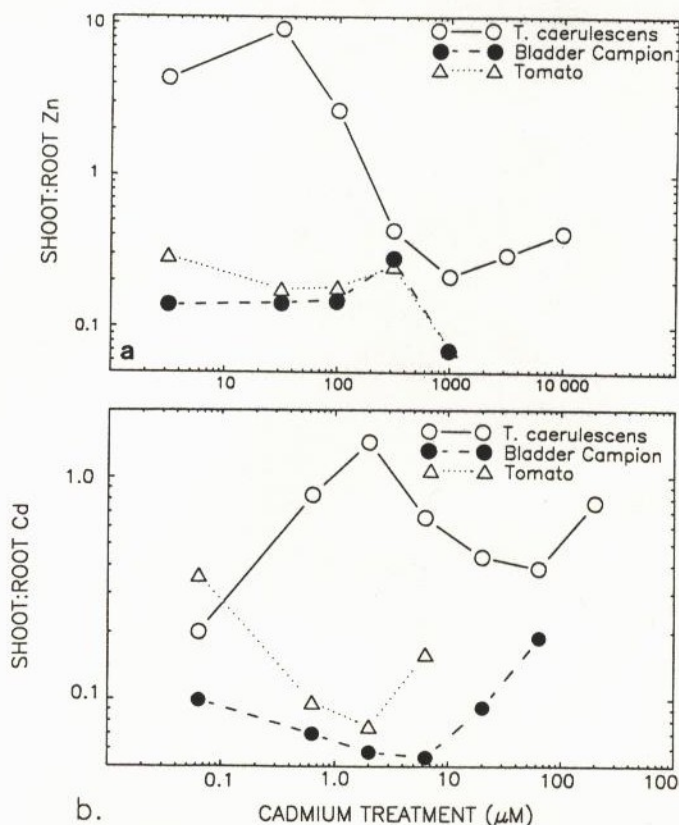 10
1
0.1
SHOOT:ROOT Zn
T. caerulescens
Bladder Campion
Tomato
a
10
100
1000
10 000
1.0
0.1
SHOOT:ROOT Cd
T. caerulescens
Bladder Campion
Tomato
0.1
1.0
10
100
b.
CADMIUM TREATMENT (μM)